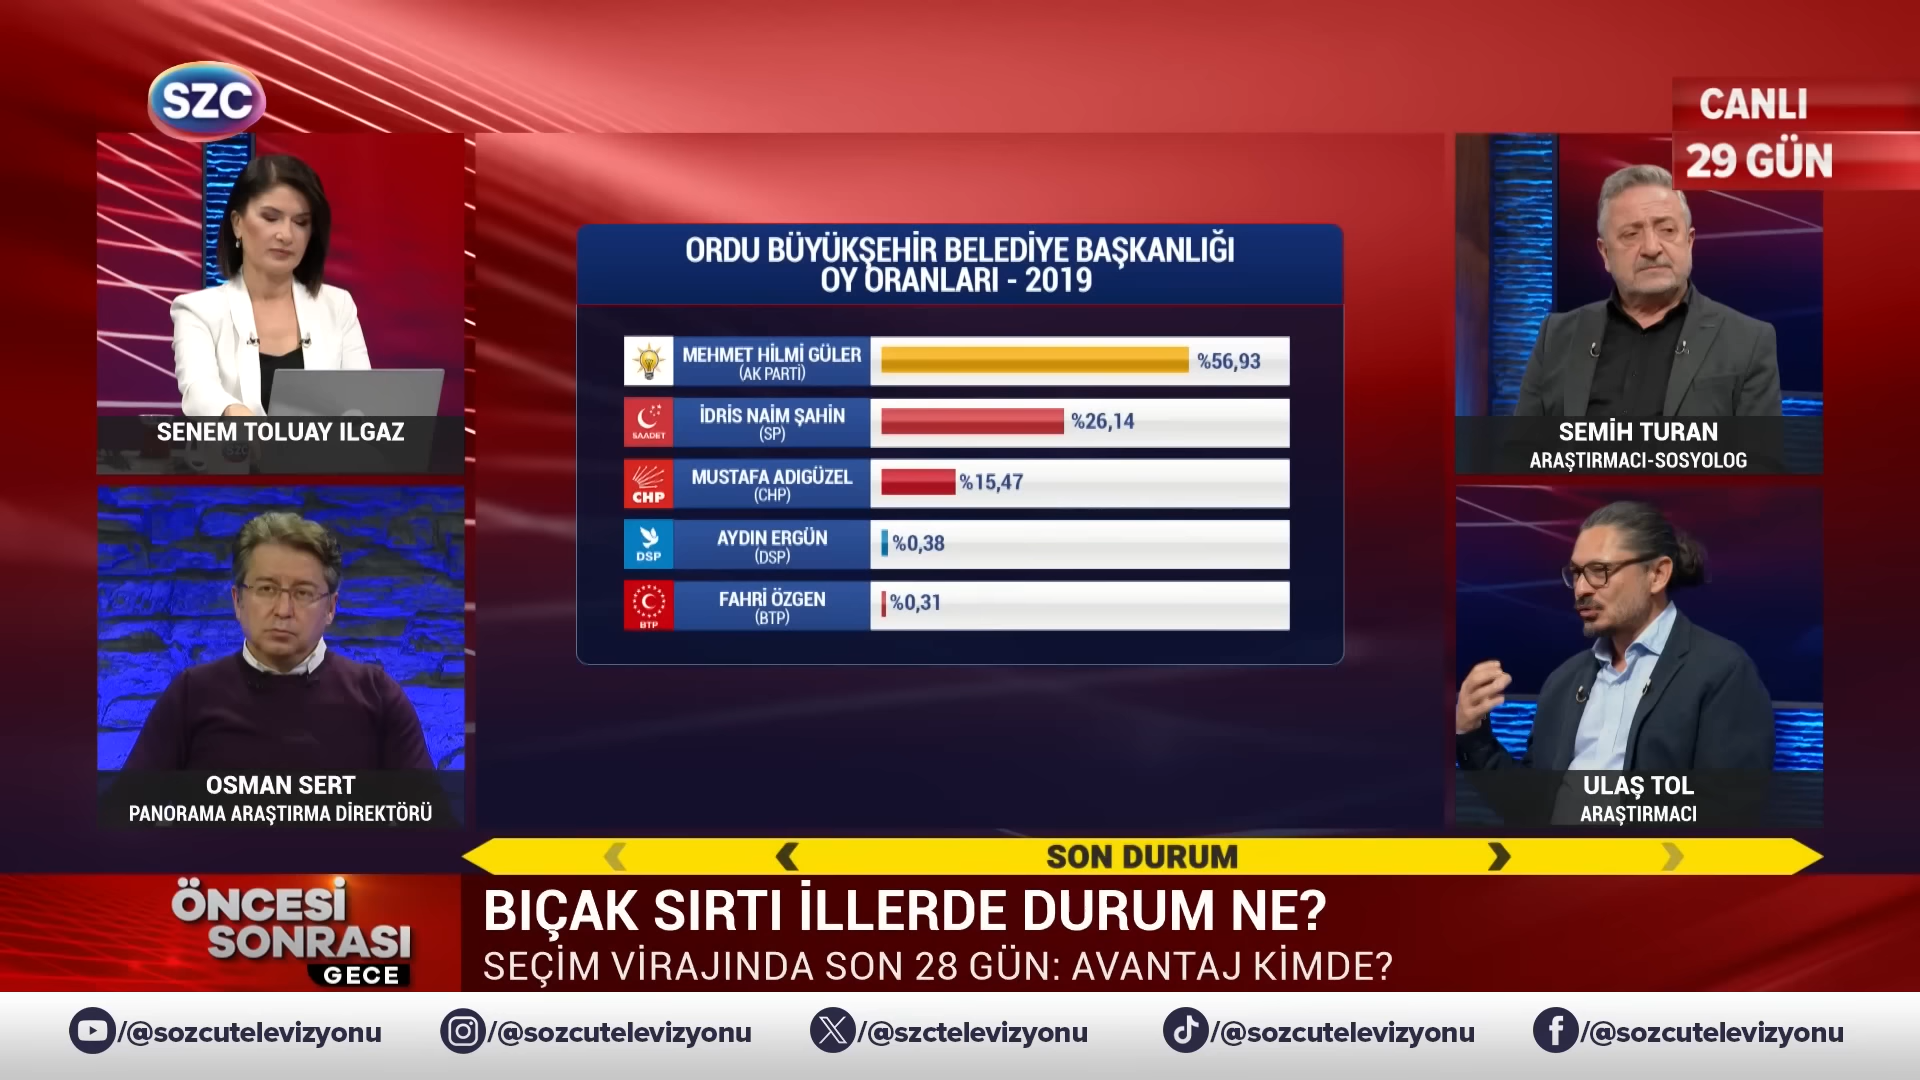 SZC
CANLI
29 GÜN
SENEM TOLUAY ILGAZ
OSMAN SERT
PANORAMA ARAŞTIRMA DİREKTÖRÜ
ORDU BÜYÜKŞEHİR BELEDİYE BAŞKANLIĞI
OY ORANLARI - 2019
MEHMET HİLMİ GÜLER
(AK PARTİ)
%56,93
SAADET
İDRİS NAİM ŞAHİN
(SP)
%26,14
CHP
MUSTAFA ADIGÜZEL
(CHP)
%15,47
DSP
AYDIN ERGÜN
(DSP)
%0,38
BTP
FAHRİ ÖZGEN
(BTP)
%0,31
SEMİH TURAN
ARAŞTIRMACI-SOSYOLOG
ULAŞ TOL
ARAŞTIRMACI
SON DURUM
ÖNCESİ
SONRASI
GECE
BIÇAK SIRTI İLLERDE DURUM NE?
SEÇİM VİRAJINDA SON 28 GÜN: AVANTAJ KİMDE?
/@sozcutelevizyonu
/@sozcutelevizyonu
/@szctelevizyonu
/@sozcutelevizyonu
/@sozcutelevizyonu